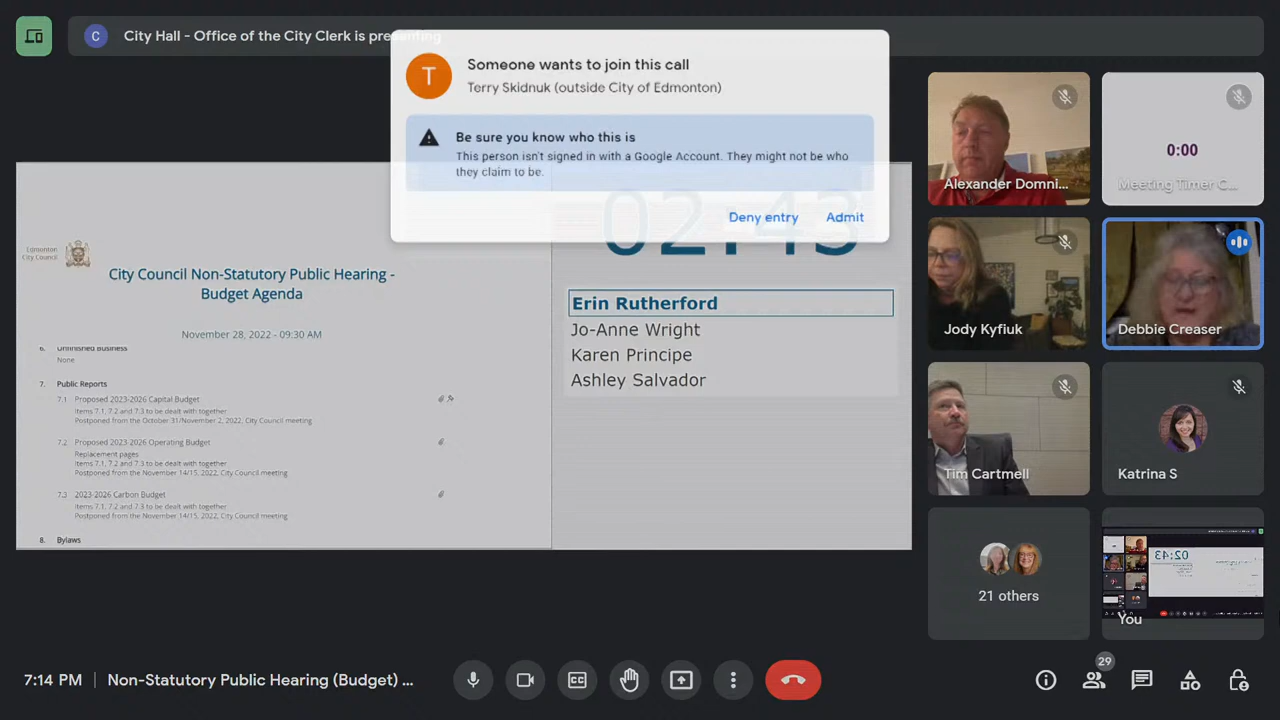 City Hall - Office of the City Clerk is presenting
T
C
Someone wants to join this call
Terry Skidnuk (outside City of Edmonton)
Be sure you know who this is
This person isn't signed in with a Google Account. They might not be who
they claim to be.
Deny entry
Admit
02:43
Edmonton
City Council
City Council Non-Statutory Public Hearing -
Budget Agenda
November 28, 2022 - 09:30 AM
6. Unfinished Business
None
7. Public Reports
7.1 Proposed 2023-2026 Capital Budget
Items 7.1, 7.2 and 7.3 to be dealt with together
Postponed from the October 31/November 2, 2022, City Council meeting
7.2 Proposed 2023-2026 Operating Budget
Replacement pages
Items 7.1, 7.2 and 7.3 to be dealt with together
Postponed from the November 14/15, 2022, City Council meeting
7.3 2023-2026 Carbon Budget
Items 7.1, 7.2 and 7.3 to be dealt with together
Postponed from the November 14/15, 2022, City Council meeting
8. Bylaws
Erin Rutherford
Jo-Anne Wright
Karen Principe
Ashley Salvador
Alexander Domni...
0:00
Meeting Timer C...
Jody Kyfiuk
Debbie Creaser
Tim Cartmell
Katrina S
21 others
02:43
You
7:14 PM | Non-Statutory Public Hearing (Budget) ...
CC
29